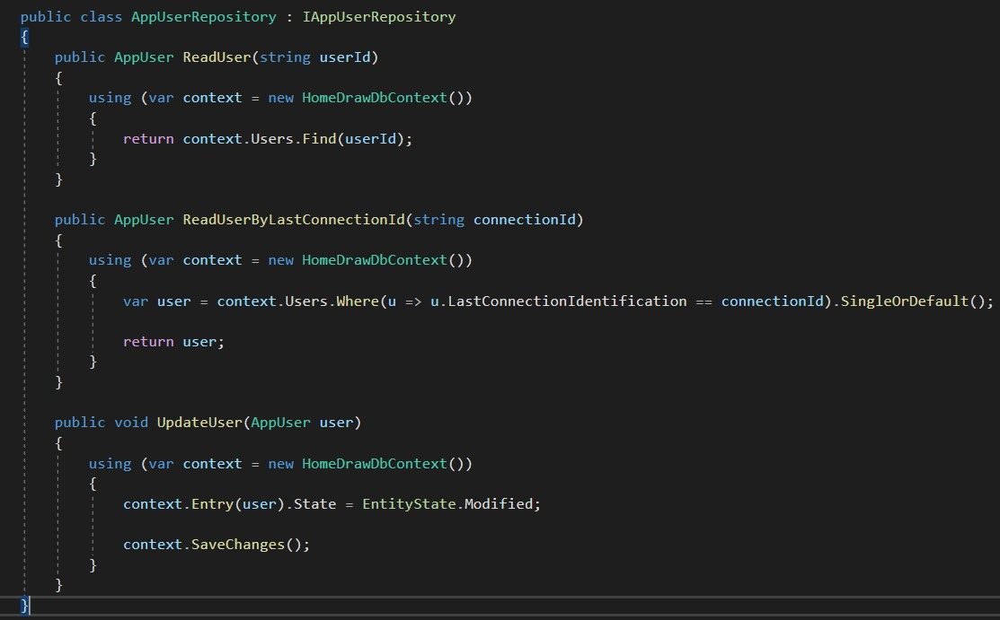 public class AppUserRepository : IAppUserRepository
{
    public AppUser ReadUser(string userId)
    {
        using (var context = new HomeDrawDbContext())
        {
            return context.Users.Find(userId);
        }
    }

    public AppUser ReadUserByLastConnectionId(string connectionId)
    {
        using (var context = new HomeDrawDbContext())
        {
            var user = context.Users.Where(u => u.LastConnectionIdentification == connectionId).SingleOrDefault();

            return user;
        }
    }

    public void UpdateUser(AppUser user)
    {
        using (var context = new HomeDrawDbContext())
        {
            context.Entry(user).State = EntityState.Modified;

            context.SaveChanges();
        }
    }
}